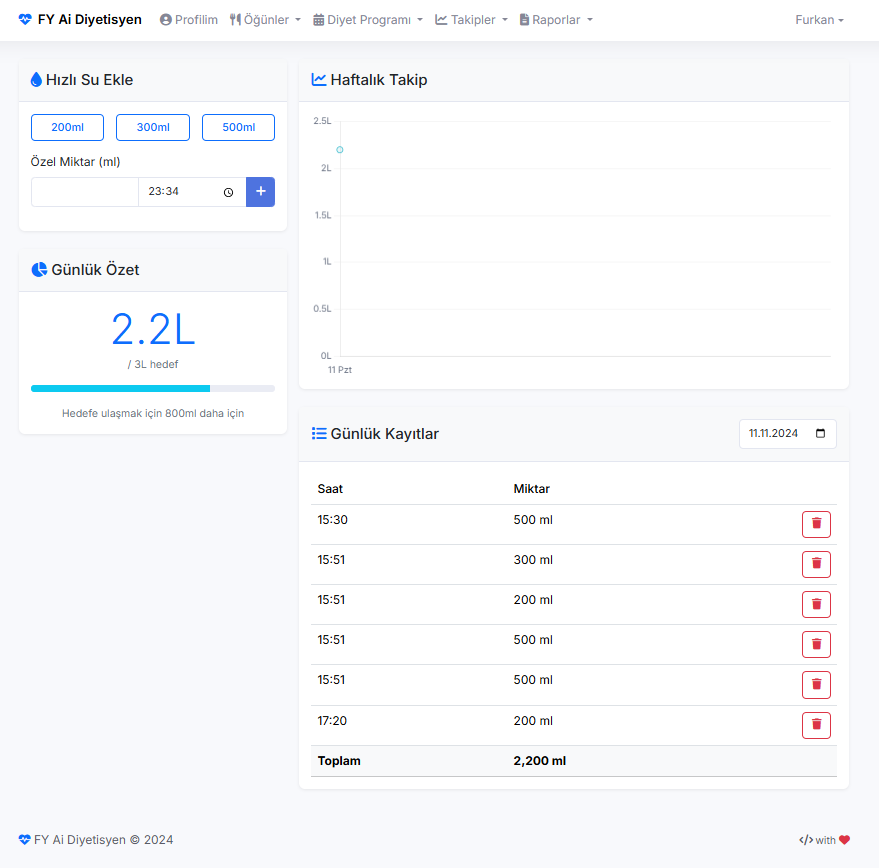 FY Ai Diyetisyen Profilim Öğünler Diyet Programı Takipler Raporlar Furkan
Hızlı Su Ekle
200ml 300ml 500ml
Özel Miktar (ml)
23:34 +
Günlük Özet
2.2L
/ 3L hedef
Hedefe ulaşmak için 800ml daha için
Haftalık Takip
2.5L
2L
1.5L
1L
0.5L
0L
11 Pzt
Günlük Kayıtlar 11.11.2024
Saat Miktar
15:30 500 ml
15:51 300 ml
15:51 200 ml
15:51 500 ml
15:51 500 ml
17:20 200 ml
Toplam 2,200 ml
FY Ai Diyetisyen © 2024 </> with